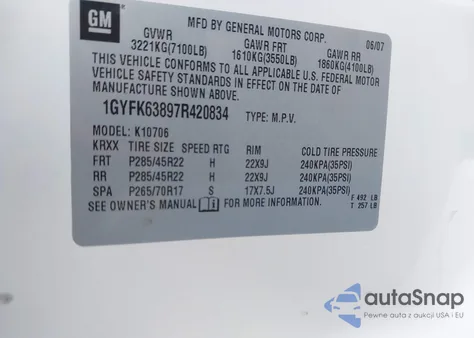 GM
MFD BY GENERAL MOTORS CORP. 06/07
GVWR GAWR FRT GAWR RR
3221KG(7100LB) 1610KG(3550LB) 1860KG(4100LB)
THIS VEHICLE CONFORMS TO ALL APPLICABLE U.S. FEDERAL MOTOR
VEHICLE SAFETY STANDARDS IN EFFECT ON THE DATE OF
MANUFACTURE SHOWN ABOVE.
1GYFK63897R420834 TYPE: M.P.V.
MODEL: K10706
KRXX TIRE SIZE SPEED RTG RIM COLD TIRE PRESSURE
FRT P285/45R22 H 22X9J 240KPA(35PSI)
RR P285/45R22 H 22X9J 240KPA(35PSI)
SPA P265/70R17 S 17X7.5J 240KPA(35PSI)
SEE OWNER'S MANUAL FOR MORE INFORMATION.
F 492 LB
T 257 LB
autaSnap
Pewne auta z aukcji USA i EU